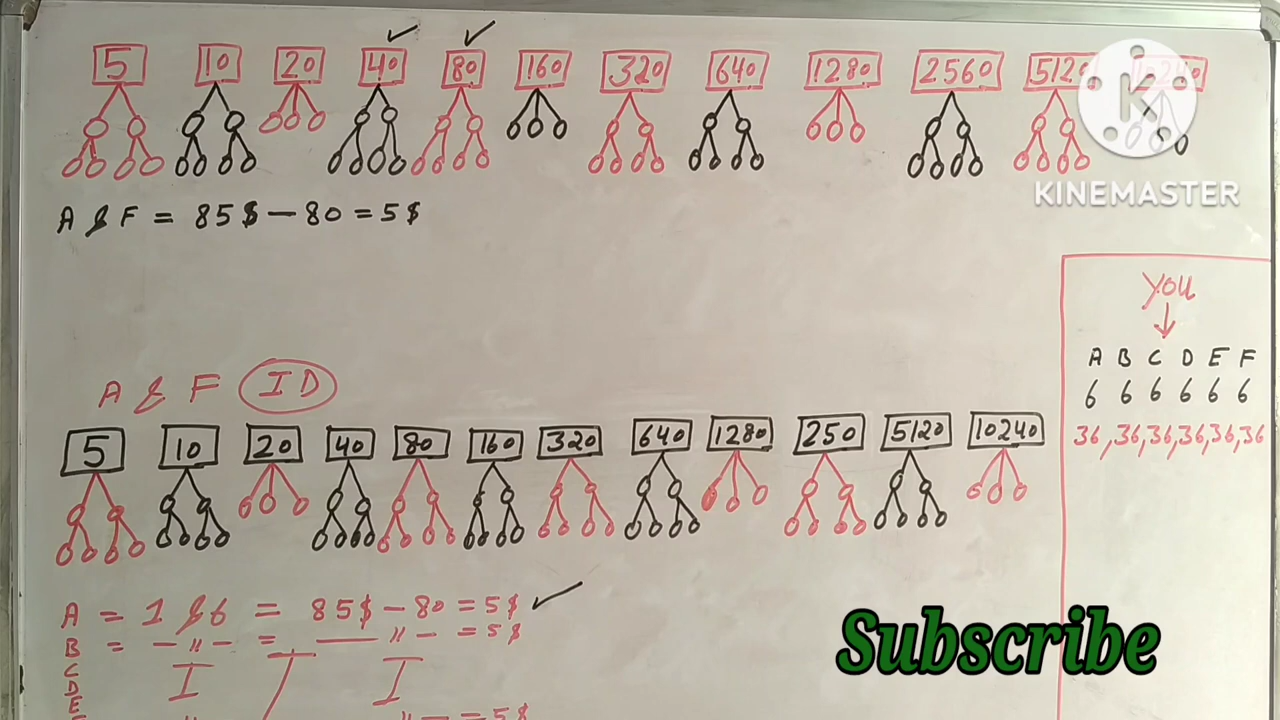 5 10 20 40 80 160 320 640 1280 2560 5120 10240
K
KINEMASTER
A & F = 85$ — 80 = 5$
YOU
A B C D E F
6 6 6 6 6 6
36, 36, 36, 36, 36, 36
A & F ID
5 10 20 40 80 160 320 640 1280 250 5120 10240
A = 1 & 6 = 85$ — 80 = 5$
B = — 〃 — = — 〃 — = 5$
C
D
E
〃 〃 — = 5$
Subscribe